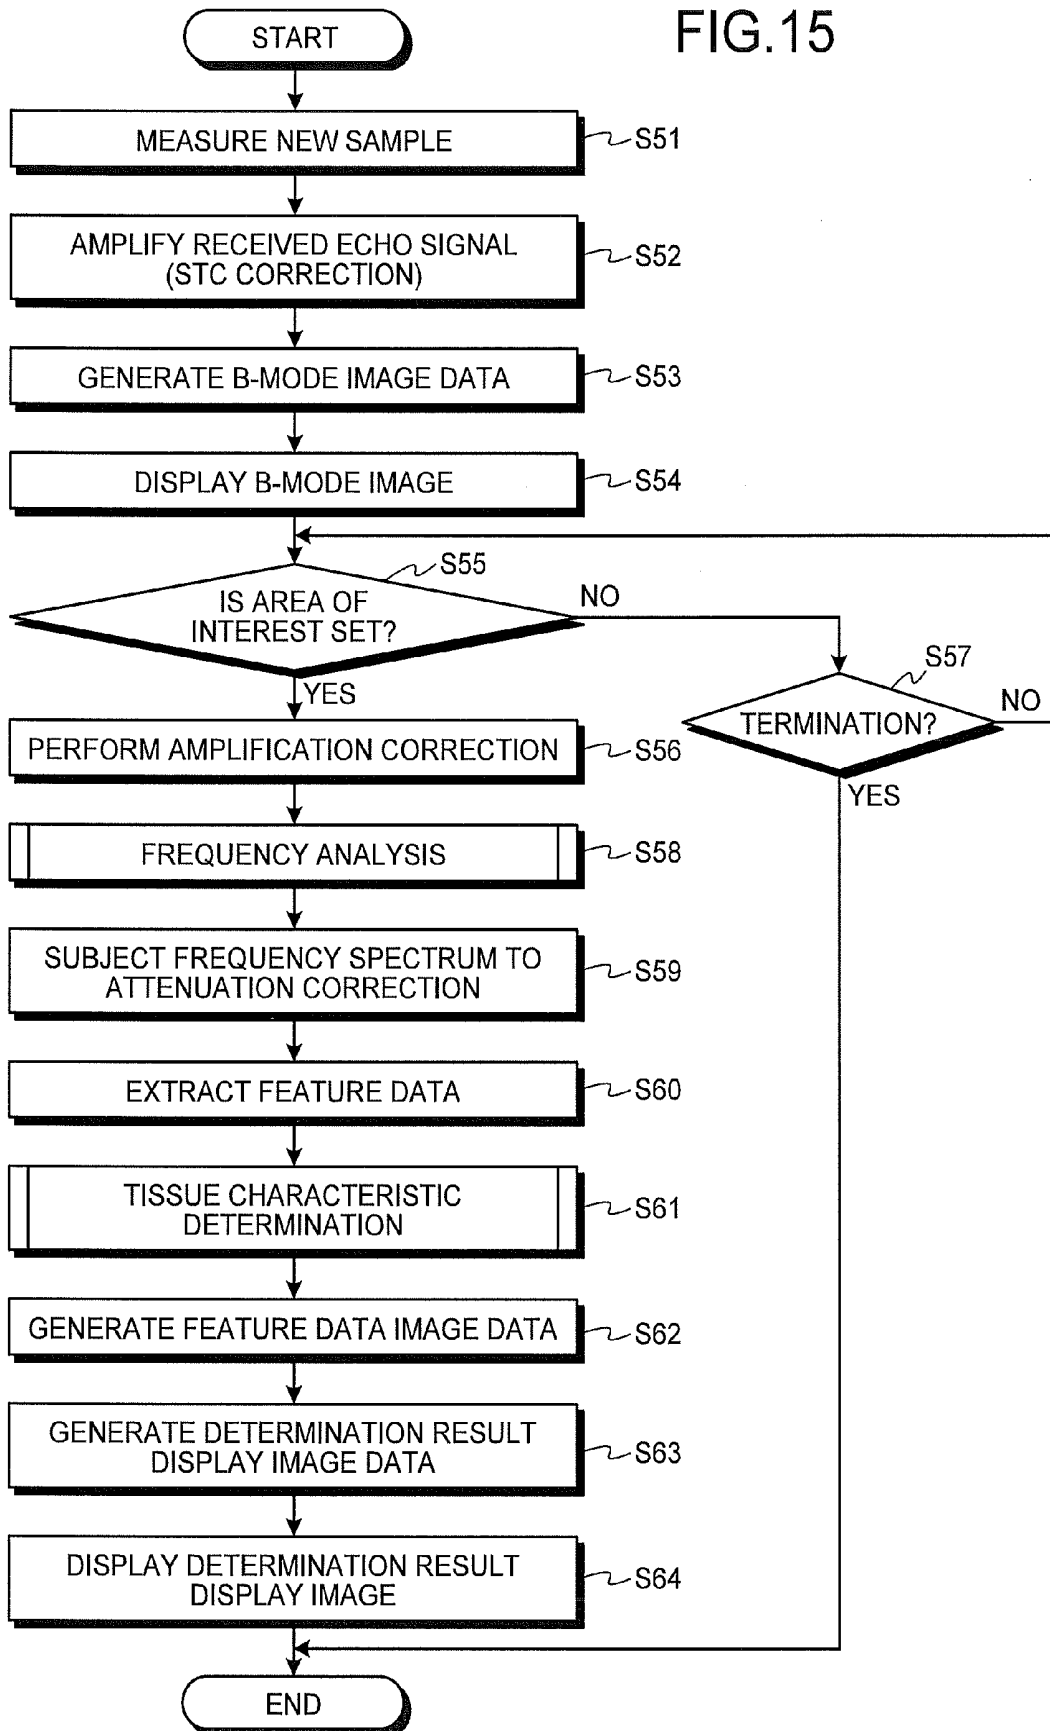 FIG.15
START
MEASURE NEW SAMPLE
S51
AMPLIFY RECEIVED ECHO SIGNAL
(STC CORRECTION)
S52
GENERATE B-MODE IMAGE DATA
S53
DISPLAY B-MODE IMAGE
S54
S55
IS AREA OF
INTEREST SET?
NO
YES
S57
TERMINATION?
NO
YES
PERFORM AMPLIFICATION CORRECTION
S56
FREQUENCY ANALYSIS
S58
SUBJECT FREQUENCY SPECTRUM TO
ATTENUATION CORRECTION
S59
EXTRACT FEATURE DATA
S60
TISSUE CHARACTERISTIC
DETERMINATION
S61
GENERATE FEATURE DATA IMAGE DATA
S62
GENERATE DETERMINATION RESULT
DISPLAY IMAGE DATA
S63
DISPLAY DETERMINATION RESULT
DISPLAY IMAGE
S64
END